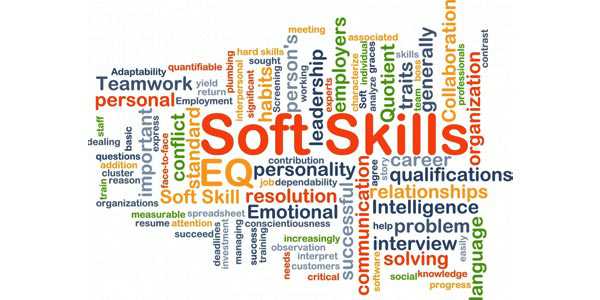 meeting
associated
contrast
hard skills
sought
person's
employers
Quotient
skills
traits
team boss
generally
Collaboration
professionals
quantifiable
plumbing
interpersonal
significant
Screening
habits
working
leadership
experts
characterize
Soft individual
analyze graces
organization
Adaptability
Teamwork
yield
return
personal
Employment
staff
basic
express
important
face-to-face
conflict
standard
Soft Skills
dealing
questions
addition
cluster
train reason
organizations
EQ
contribution
personality
job dependability
agree
story
career
qualifications
relationships
Soft Skill
resolution
successful
communication
Intelligence
measurable spreadsheet
Emotional
resume attention
conscientiousness
help problem
language
succeed
deadlines
investment
managing
success
training
increasingly
observation
interpret
needs
customers
critical
interview
easily
solving
software
social knowledge
progress